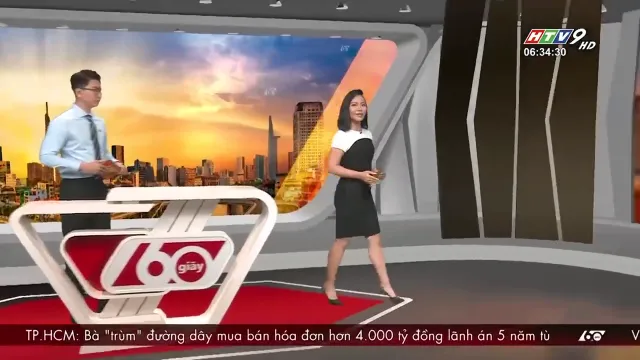 HTV9 HD
06:34:30
60
giây
TP.HCM: Bà "trùm" đường dây mua bán hóa đơn hơn 4.000 tỷ đồng lãnh án 5 năm tù
60 V